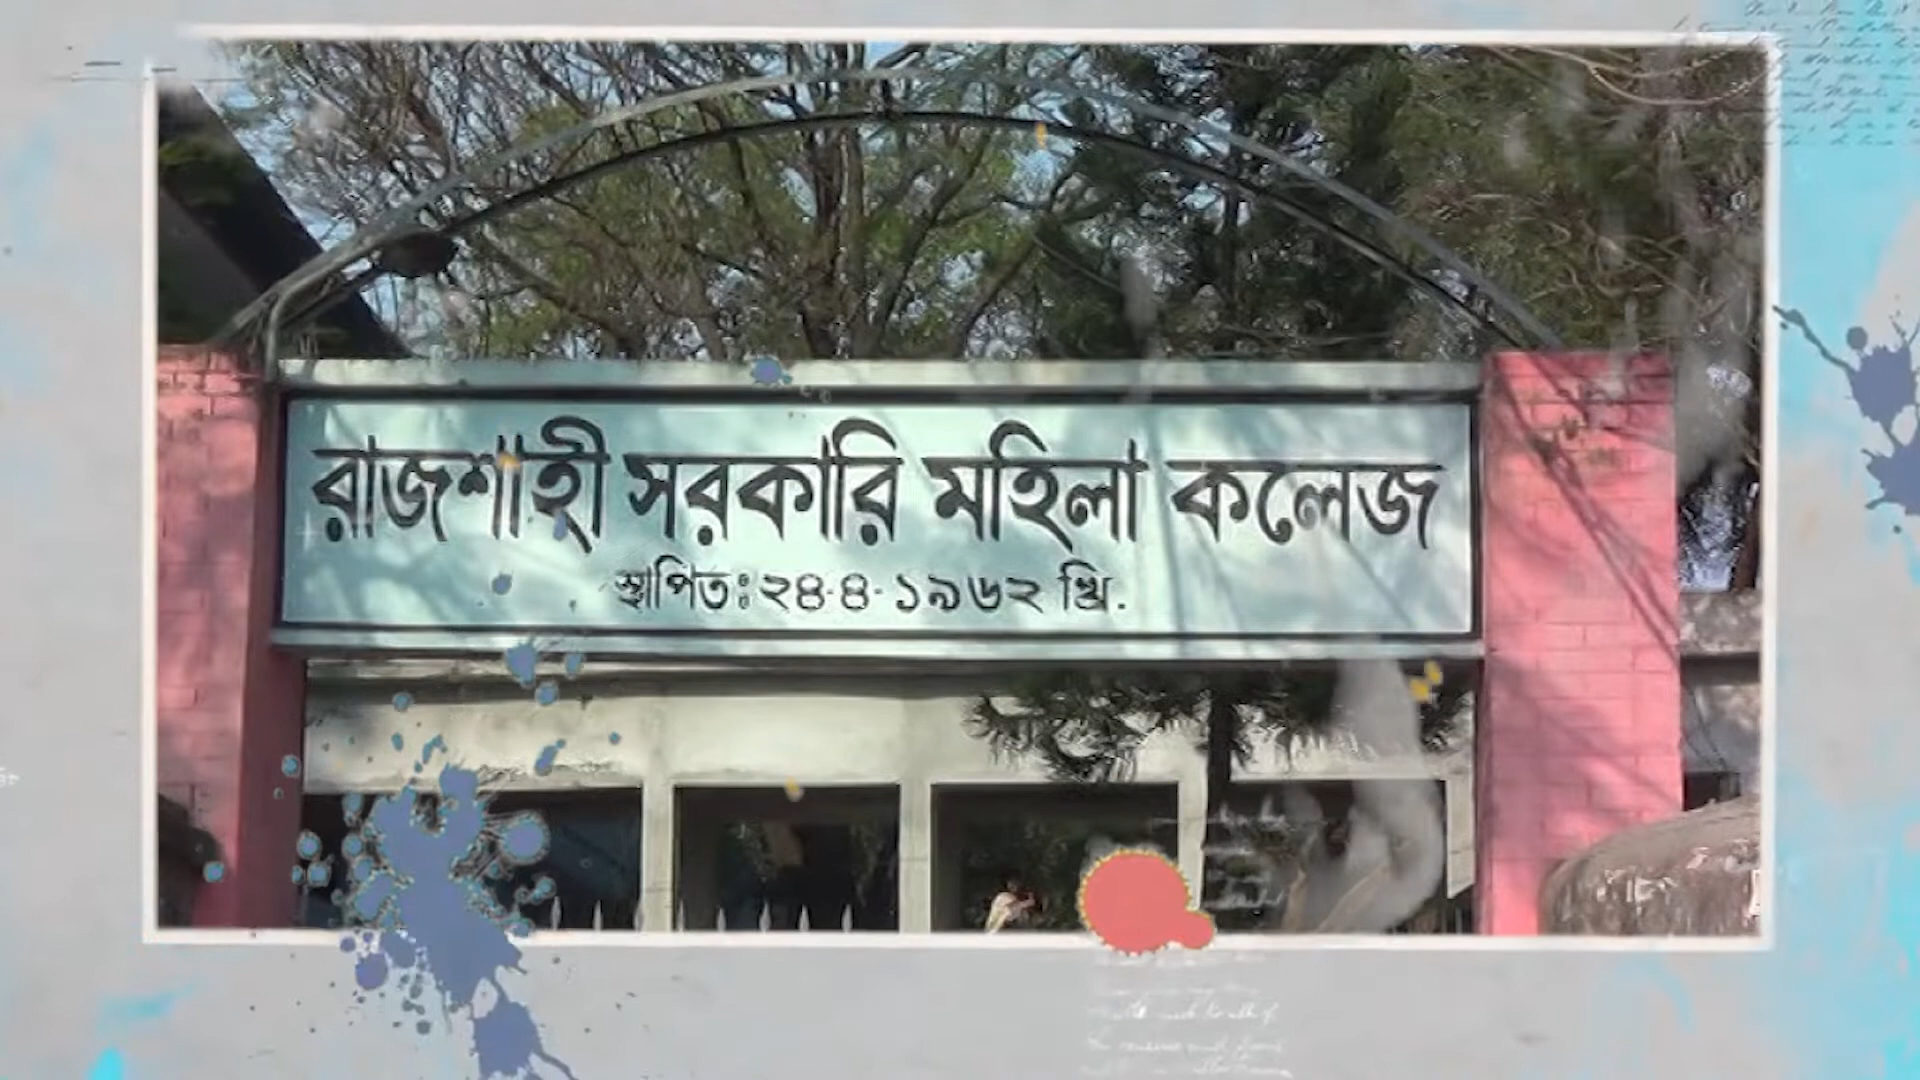 রাজশাহী সরকারি মহিলা কলেজ
স্থাপিত: ২৪-৪-১৯৬২ খ্রি.